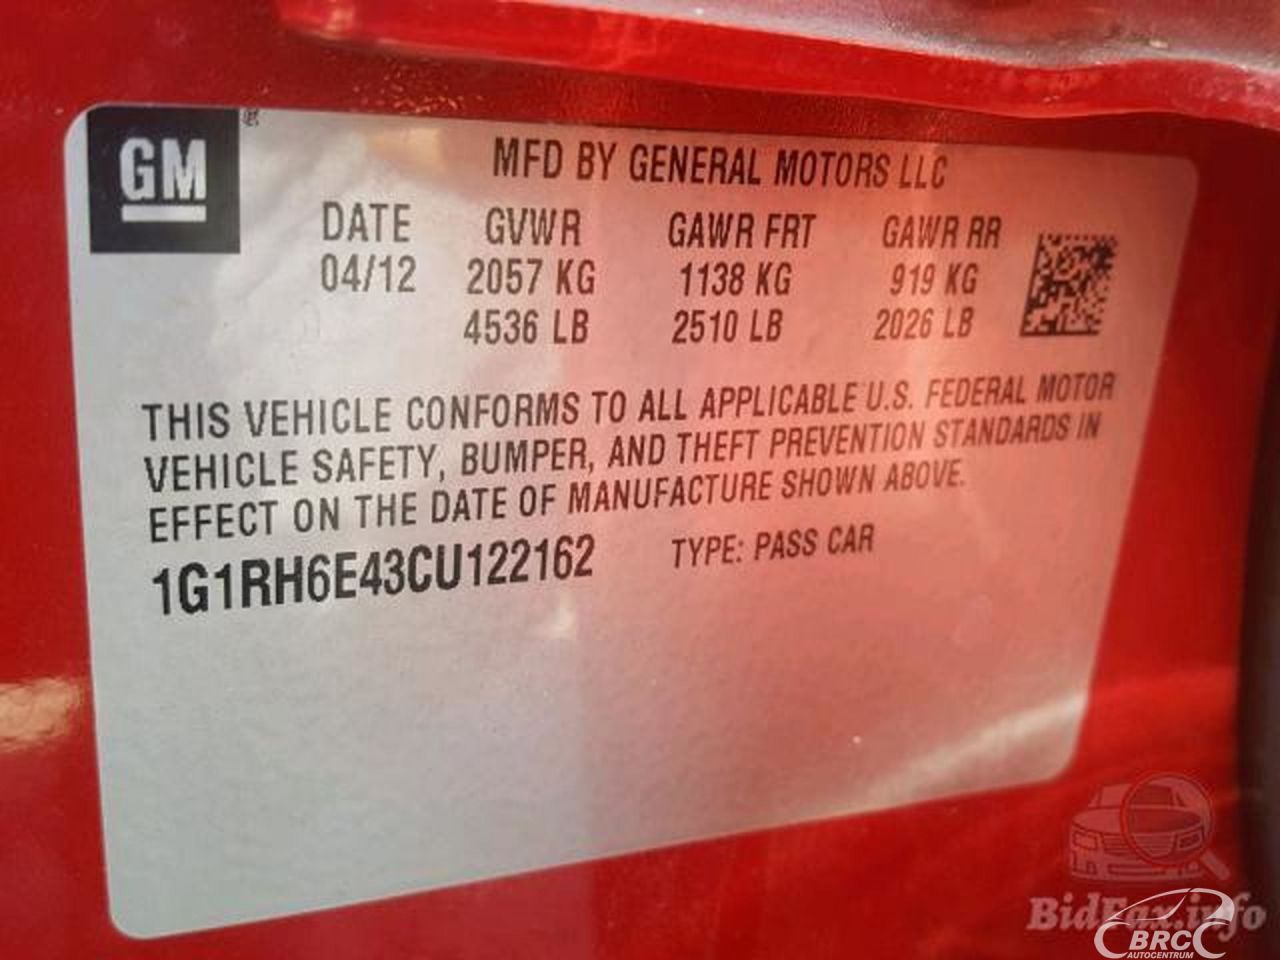 GM
MFD BY GENERAL MOTORS LLC
DATE GVWR GAWR FRT GAWR RR
04/12 2057 KG 1138 KG 919 KG
4536 LB 2510 LB 2026 LB
THIS VEHICLE CONFORMS TO ALL APPLICABLE U.S. FEDERAL MOTOR
VEHICLE SAFETY, BUMPER, AND THEFT PREVENTION STANDARDS IN
EFFECT ON THE DATE OF MANUFACTURE SHOWN ABOVE.
1G1RH6E43CU122162 TYPE: PASS CAR
BidFax.info
BRC
AUTOCENTRUM